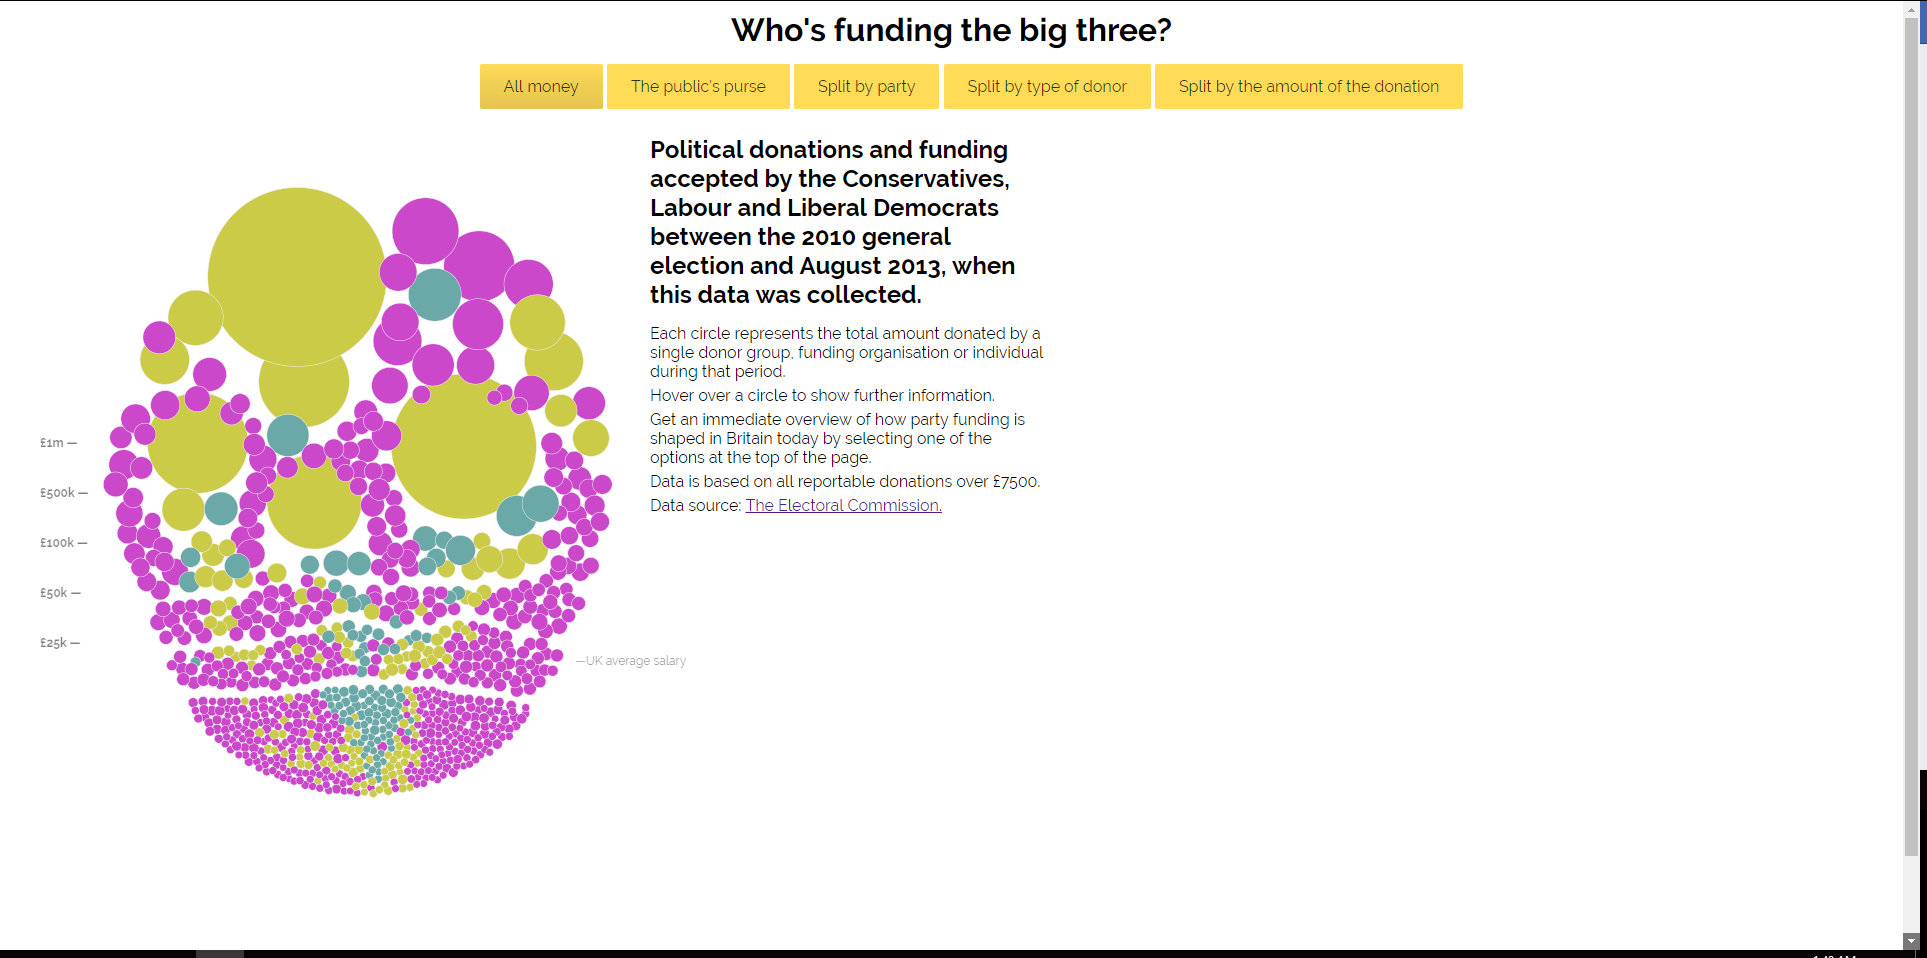 Who's funding the big three?
All money
The public's purse
Split by party
Split by type of donor
Split by the amount of the donation
Political donations and funding
accepted by the Conservatives,
Labour and Liberal Democrats
between the 2010 general
election and August 2013, when
this data was collected.
Each circle represents the total amount donated by a
single donor group, funding organisation or individual
during that period.
Hover over a circle to show further information.
Get an immediate overview of how party funding is
shaped in Britain today by selecting one of the
options at the top of the page.
Data is based on all reportable donations over £7500.
Data source: The Electoral Commission.
£1m —
£500k —
£100k —
£50k —
£25k —
—UK average salary